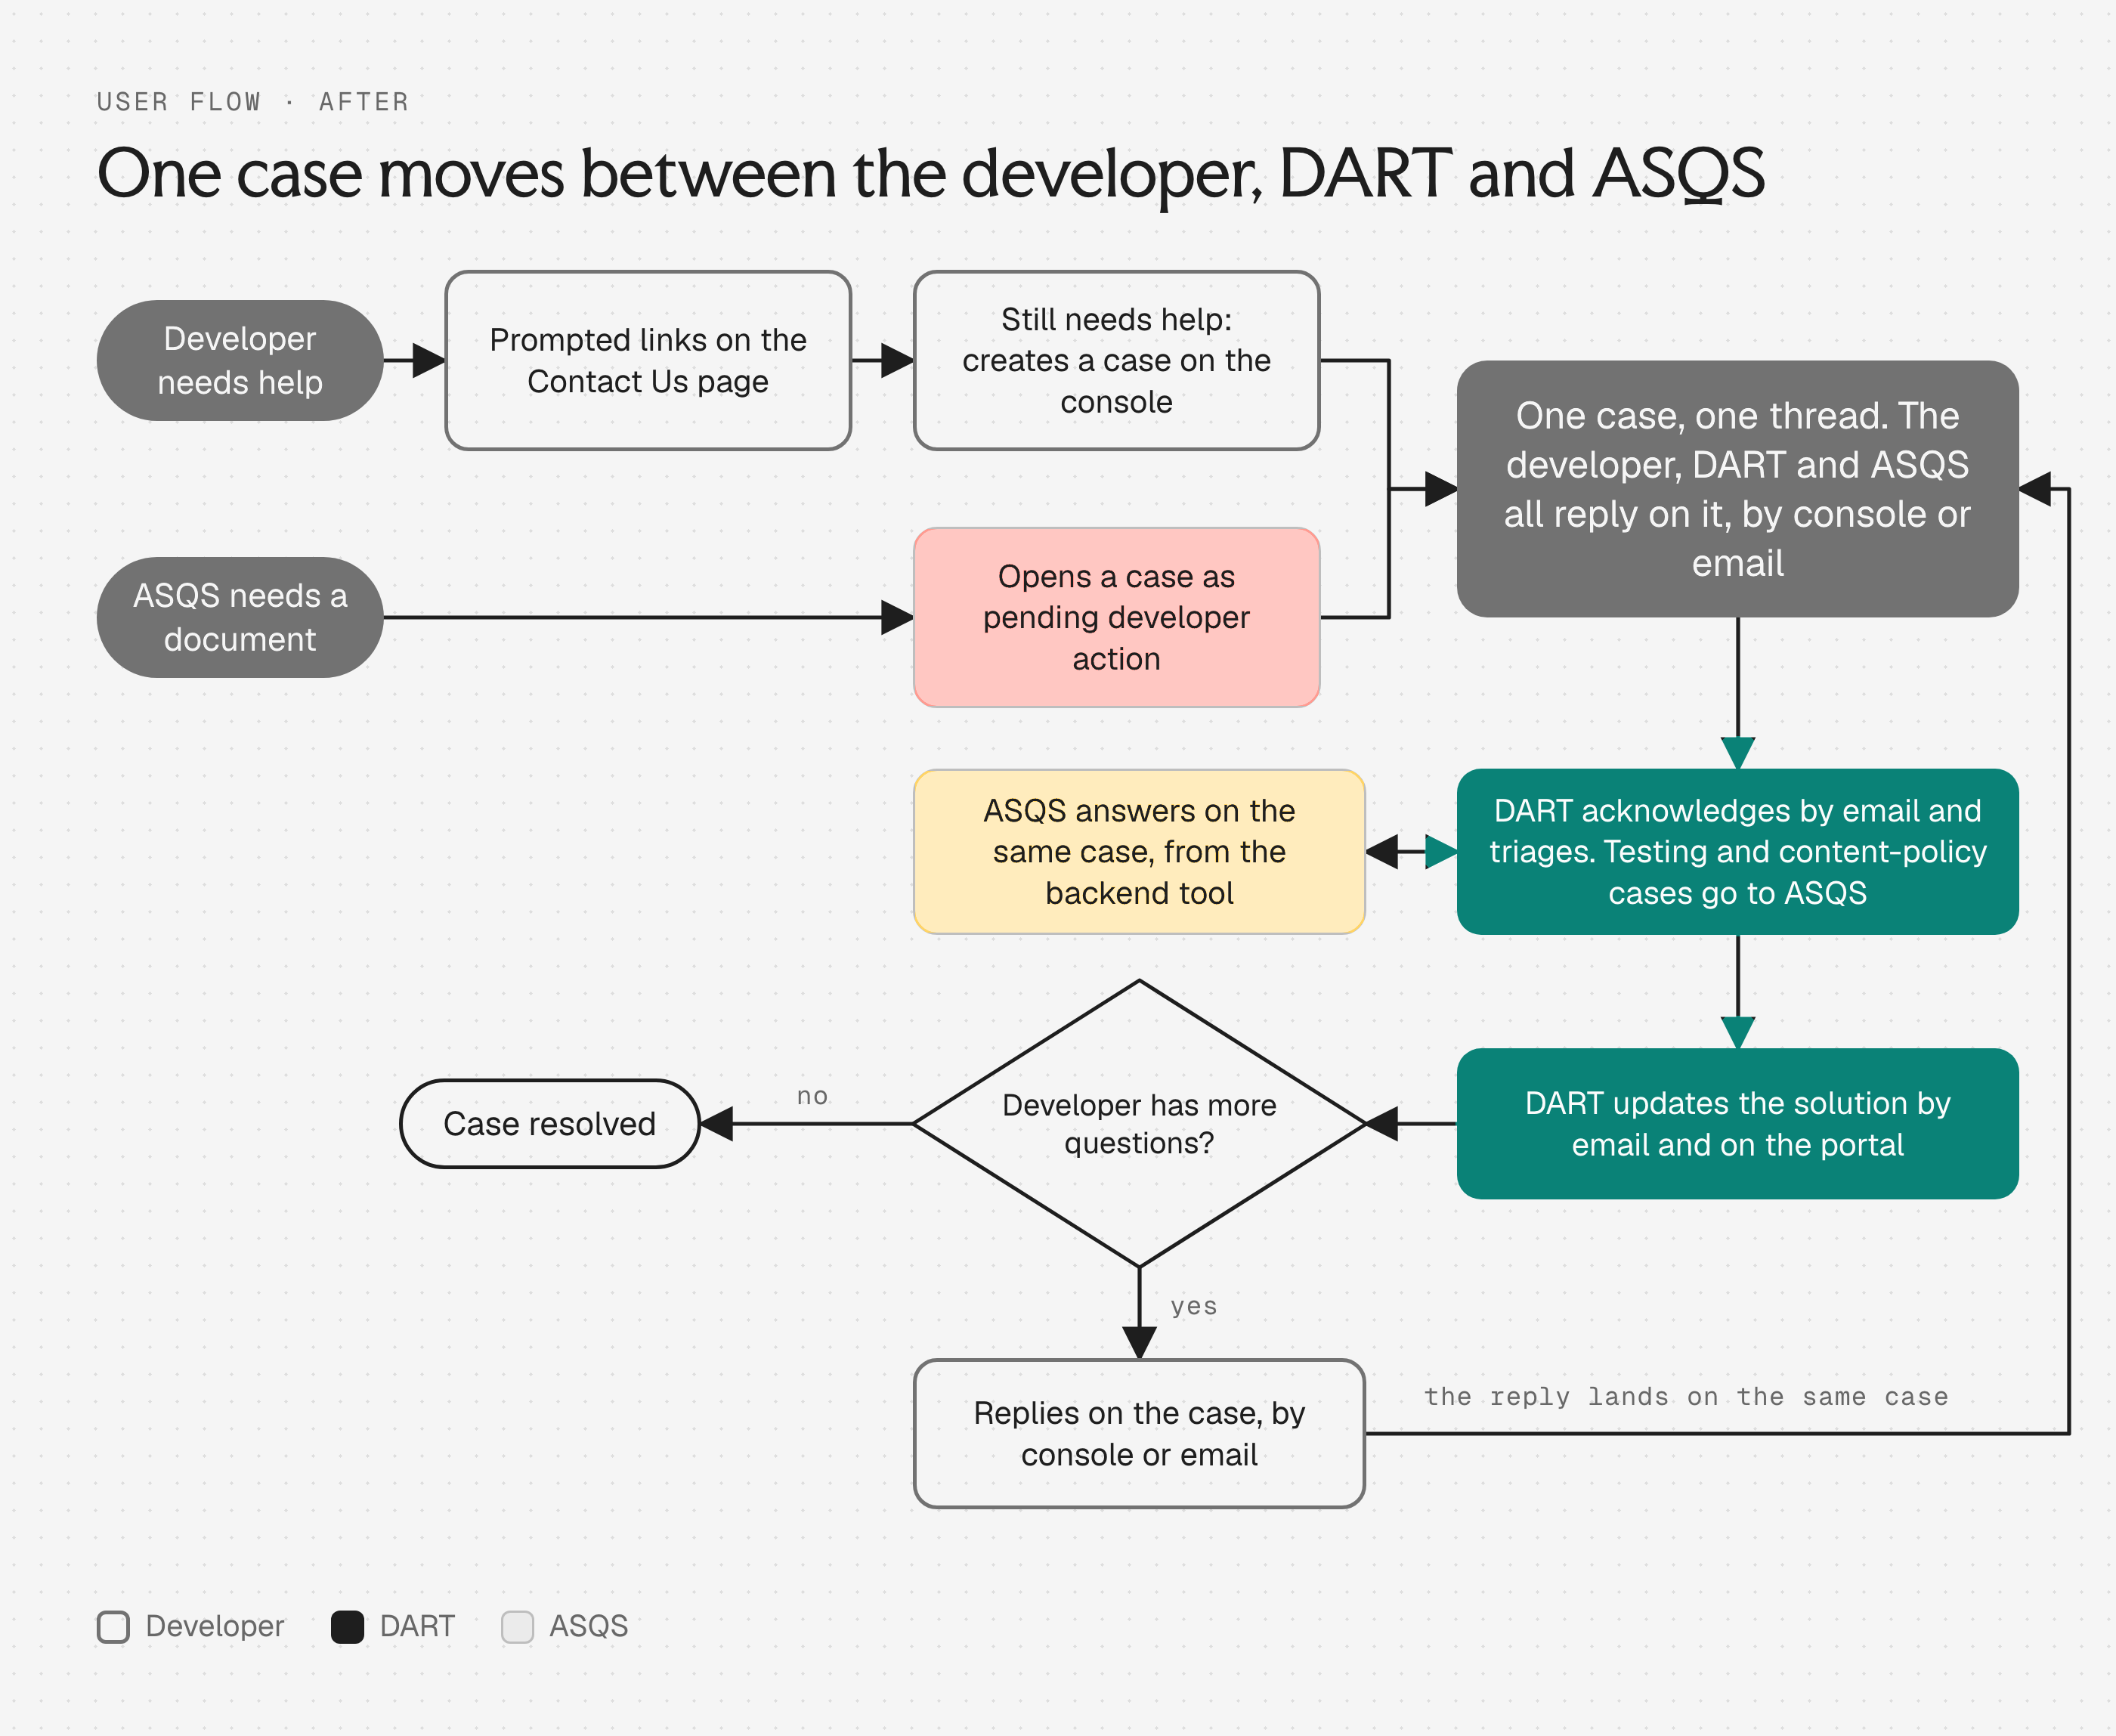 USER FLOW · AFTER
One case moves between the developer, DART and ASQS
Developer
needs help
Prompted links on the
Contact Us page
Still needs help:
creates a case on the
console
One case, one thread. The
developer, DART and ASQS
all reply on it, by console or
email
ASQS needs a
document
Opens a case as
pending developer
action
ASQS answers on the
same case, from the
backend tool
DART acknowledges by email and
triages. Testing and content-policy
cases go to ASQS
Case resolved
no
Developer has more
questions?
DART updates the solution by
email and on the portal
yes
Replies on the case, by
console or email
the reply lands on the same case
Developer
DART
ASQS